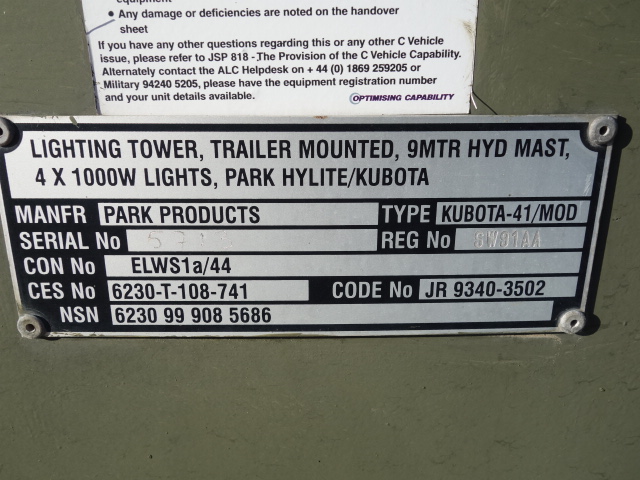 • Any damage or deficiencies are noted on the handover
sheet
If you have any other questions regarding this or any other C Vehicle
issue, please refer to JSP 818 - The Provision of the C Vehicle Capability.
Alternately contact the ALC Helpdesk on + 44 (0) 1869 259205 or
Military 94240 5205, please have the equipment registration number
and your unit details available.
OPTIMISING CAPABILITY
LIGHTING TOWER, TRAILER MOUNTED, 9MTR HYD MAST,
4 X 1000W LIGHTS, PARK HYLITE/KUBOTA
MANFR PARK PRODUCTS TYPE KUBOTA-41/MOD
SERIAL No REG No
CON No ELWS1a/44
CES No 6230-T-108-741 CODE No JR 9340-3502
NSN 6230 99 908 5686